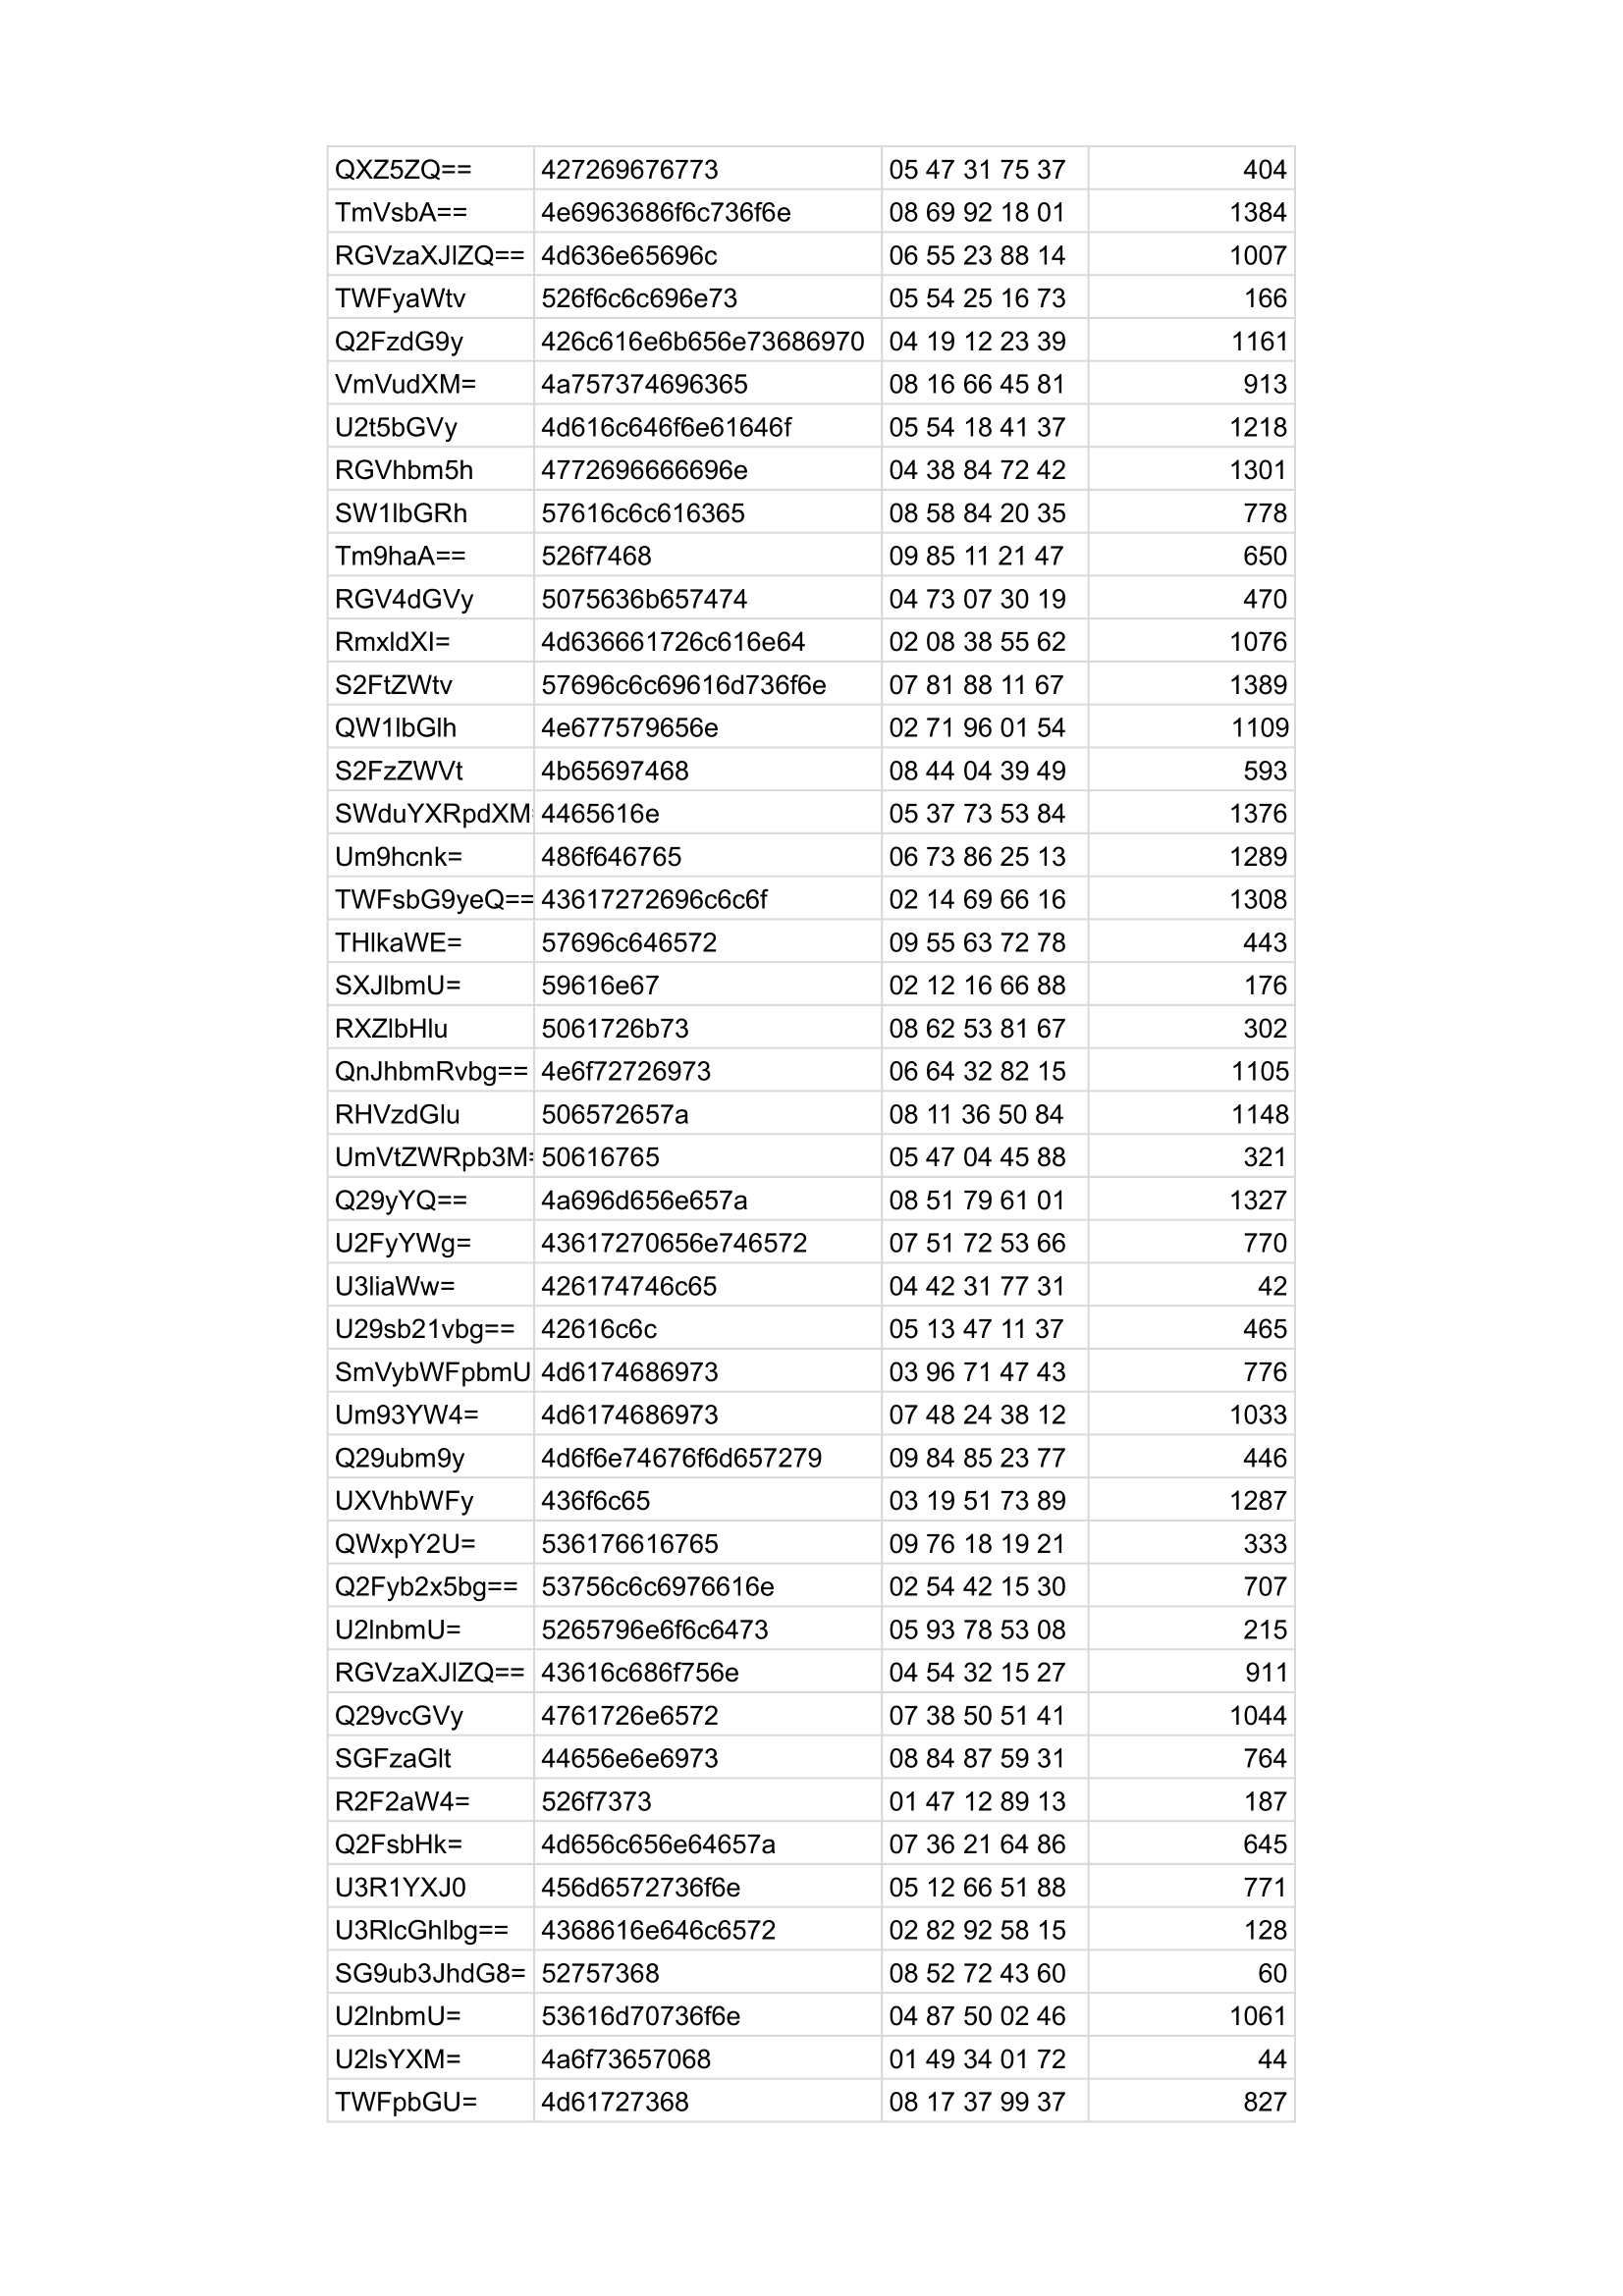 QXZ5ZQ== 427269676773 05 47 31 75 37 404
TmVsbA== 4e6963686f6c736f6e 08 69 92 18 01 1384
RGVzaXJlZQ== 4d636e65696c 06 55 23 88 14 1007
TWFyaWtv 526f6c6c696e73 05 54 25 16 73 166
Q2FzdG9y 426c616e6b656e73686970 04 19 12 23 39 1161
VmVudXM= 4a757374696365 08 16 66 45 81 913
U2t5bGVy 4d616c646f6e61646f 05 54 18 41 37 1218
RGVhbm5h 4772696666696e 04 38 84 72 42 1301
SW1lbGRh 57616c6c616365 08 58 84 20 35 778
Tm9haA== 526f7468 09 85 11 21 47 650
RGV4dGVy 5075636b657474 04 73 07 30 19 470
RmxldXI= 4d636661726c616e64 02 08 38 55 62 1076
S2FtZWtv 57696c6c69616d736f6e 07 81 88 11 67 1389
QW1lbGlh 4e677579656e 02 71 96 01 54 1109
S2FzZWVt 4b65697468 08 44 04 39 49 593
SWduYXRpdXM= 4465616e 05 37 73 53 84 1376
Um9hcnk= 486f646765 06 73 86 25 13 1289
TWFsbG9yeQ== 43617272696c6c6f 02 14 69 66 16 1308
THlkaWE= 57696c646572 09 55 63 72 78 443
SXJlbmU= 59616e67 02 12 16 66 88 176
RXZlbHlu 5061726b73 08 62 53 81 67 302
QnJhbmRvbg== 4e6f72726973 06 64 32 82 15 1105
RHVzdGlu 506572657a 08 11 36 50 84 1148
UmVtZWRpb3M= 50616765 05 47 04 45 88 321
Q29yYQ== 4a696d656e657a 08 51 79 61 01 1327
U2FyYWg= 43617270656e746572 07 51 72 53 66 770
U3liaWw= 426174746c65 04 42 31 77 31 42
U29sb21vbg== 42616c6c 05 13 47 11 37 465
SmVybWFpbmU 4d6174686973 03 96 71 47 43 776
Um93YW4= 4d6174686973 07 48 24 38 12 1033
Q29ubm9y 4d6f6e74676f6d657279 09 84 85 23 77 446
UXVhbWFy 436f6c65 03 19 51 73 89 1287
QWxpY2U= 536176616765 09 76 18 19 21 333
Q2Fyb2x5bg== 53756c6c6976616e 02 54 42 15 30 707
U2lnbmU= 5265796e6f6c6473 05 93 78 53 08 215
RGVzaXJlZQ== 43616c686f756e 04 54 32 15 27 911
Q29vcGVy 4761726e6572 07 38 50 51 41 1044
SGFzaGlt 44656e6e6973 08 84 87 59 31 764
R2F2aW4= 526f7373 01 47 12 89 13 187
Q2FsbHk= 4d656c656e64657a 07 36 21 64 86 645
U3R1YXJ0 456d6572736f6e 05 12 66 51 88 771
U3RlcGhlbg== 4368616e646c6572 02 82 92 58 15 128
SG9ub3JhdG8= 52757368 08 52 72 43 60 60
U2lnbmU= 53616d70736f6e 04 87 50 02 46 1061
U2lsYXM= 4a6f73657068 01 49 34 01 72 44
TWFpbGU= 4d61727368 08 17 37 99 37 827